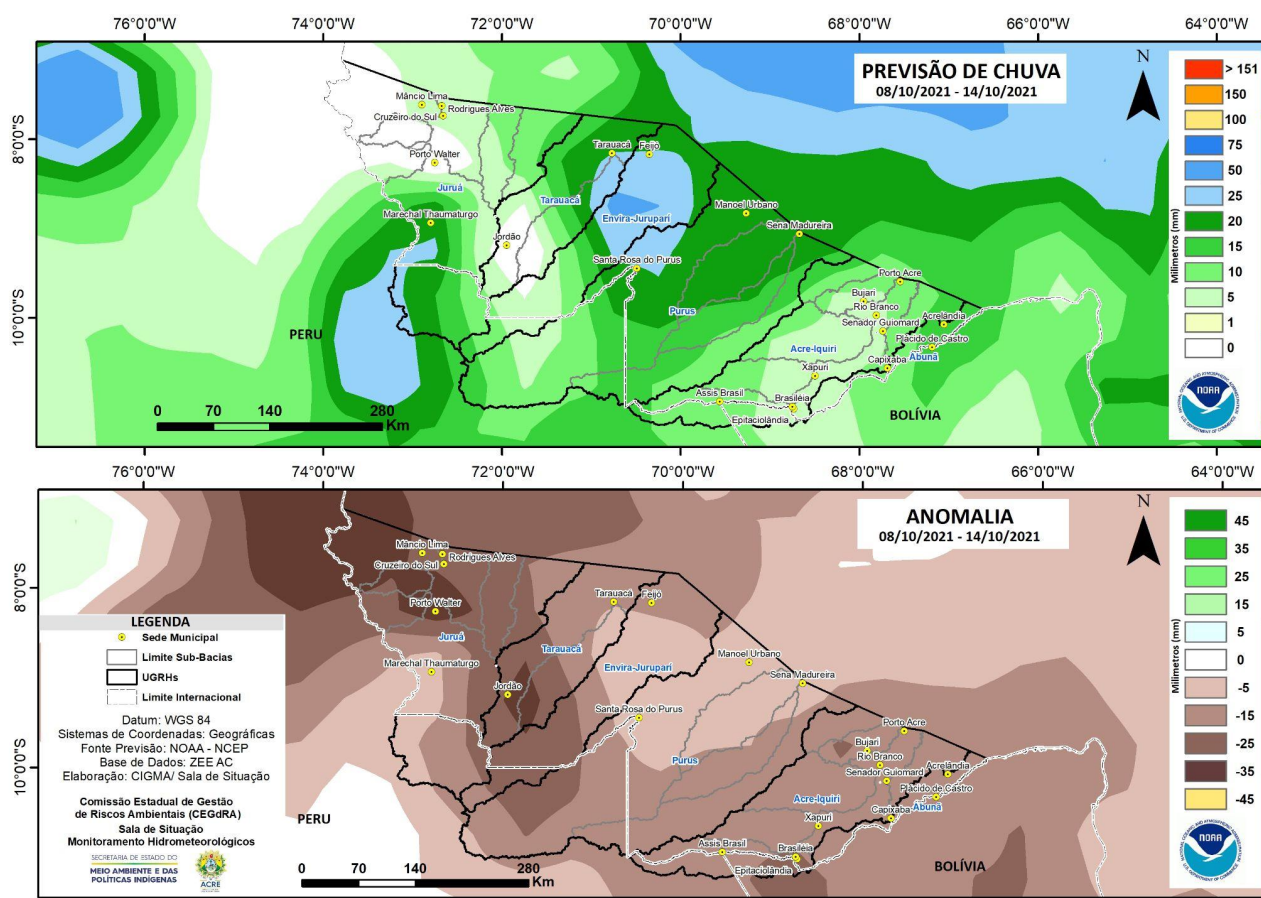 76°0'0"W 74°0'0"W 72°0'0"W 70°0'0"W 68°0'0"W 66°0'0"W 64°0'0"W
N
PREVISÃO DE CHUVA
08/10/2021 - 14/10/2021
8°0'0"S
10°0'0"S
Mâncio Lima
Rodrigues Alves
Cruzeiro do Sul
Porto Walter
Juruá
Marechal Thaumaturgo
Jordão
Tarauacá
Feijó
Tarauacá
Envira-Jurupari
Manoel Urbano
Sena Madureira
Santa Rosa do Purus
Purus
Porto Acre
Bujari
Rio Branco
Acrelândia
Senador Guiomard
Plácido de Castro
Abunã
Acre-Iquiri
Capixaba
Xapuri
Assis Brasil
Brasiléia
Epitaciolândia
PERU
BOLÍVIA
0 70 140 280
Km
Milimetros (mm)
> 151
150
100
75
50
25
20
15
10
5
1
0
NOAA
76°0'0"W 74°0'0"W 72°0'0"W 70°0'0"W 68°0'0"W 66°0'0"W 64°0'0"W
N
ANOMALIA
08/10/2021 - 14/10/2021
8°0'0"S
10°0'0"S
Mâncio Lima
Rodrigues Alves
Cruzeiro do Sul
Porto Walter
Juruá
Marechal Thaumaturgo
Jordão
Tarauacá
Feijó
Tarauacá
Envira-Jurupari
Manoel Urbano
Sena Madureira
Santa Rosa do Purus
Purus
Porto Acre
Bujari
Rio Branco
Acrelândia
Senador Guiomard
Plácido de Castro
Abunã
Acre-Iquiri
Capixaba
Xapuri
Assis Brasil
Brasiléia
Epitaciolândia
PERU
BOLÍVIA
0 70 140 280
Km
Milimetros (mm)
45
35
25
15
5
0
-5
-15
-25
-35
-45
NOAA
LEGENDA
Sede Municipal
Limite Sub-Bacias
UGRHs
Limite Internacional
Datum: WGS 84
Sistemas de Coordenadas: Geográficas
Fonte Previsão: NOAA - NCEP
Base de Dados: ZEE AC
Elaboração: CIGMA/ Sala de Situação
Comissão Estadual de Gestão
de Riscos Ambientais (CEGdRA)
Sala de Situação
Monitoramento Hidrometeorológicos
SECRETARIA DE ESTADO DO
MEIO AMBIENTE E DAS
POLÍTICAS INDÍGENAS
ACRE